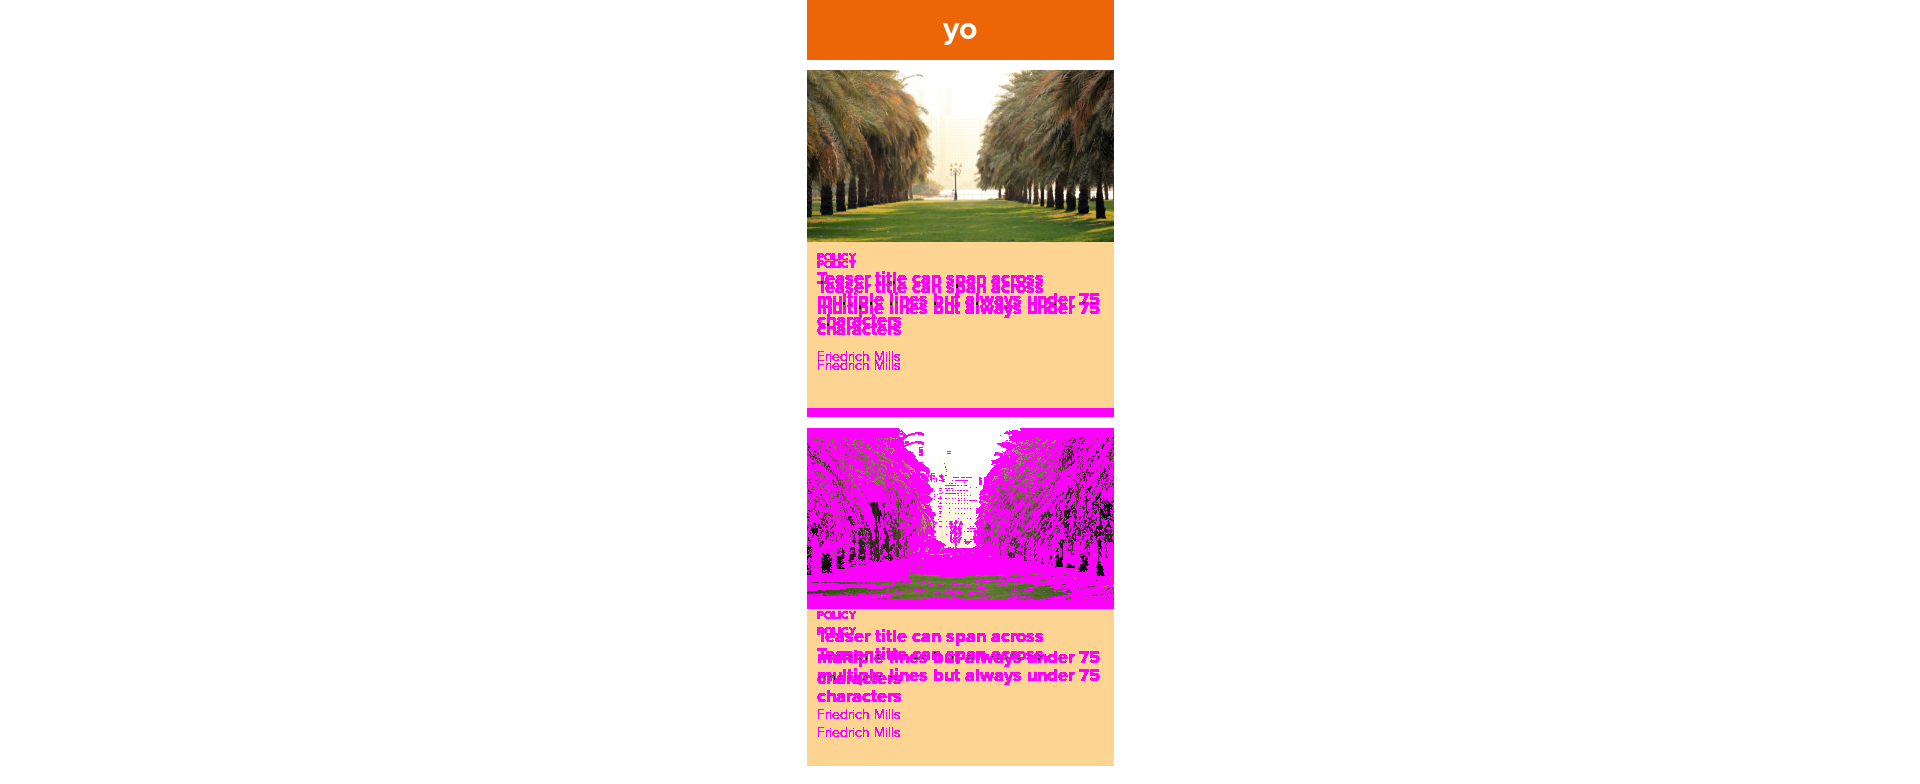 yo
POLICY
POLICY
Teaser title can span across
Teaser title can span across
multiple lines but always under 75
multiple lines but always under 75
characters
characters
Friedrich Mills
Friedrich Mills
POLICY
POLICY
Teaser title can span across
Teaser title can span across
multiple lines but always under 75
multiple lines but always under 75
characters
characters
Friedrich Mills
Friedrich Mills